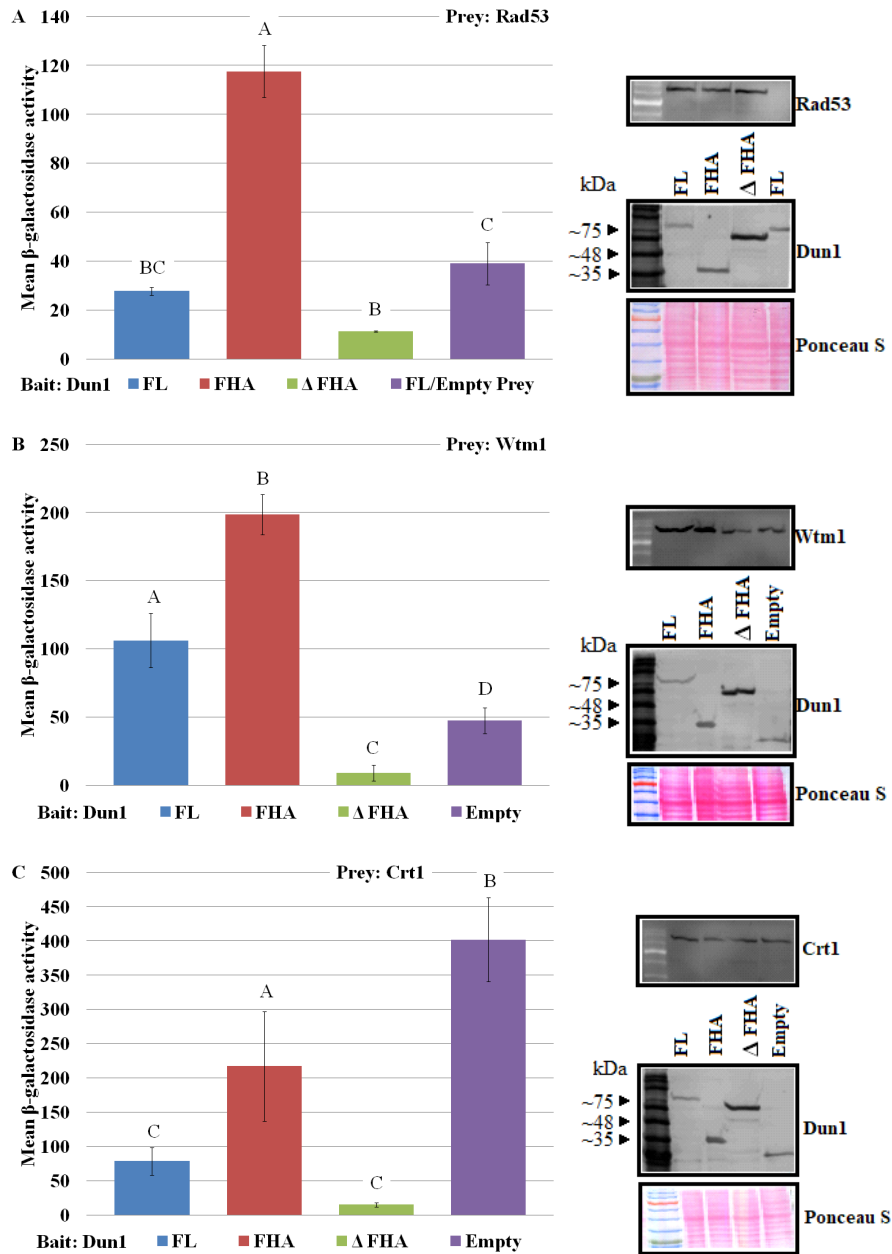 A
Prey: Rad53
Mean β-galactosidase activity
140
120
100
80
60
40
20
0
BC
A
B
C
Bait: Dun1 FL FHA Δ FHA FL/Empty Prey
Rad53
kDa
FL
FHA
Δ FHA
FL
~75
~48
~35
Dun1
Ponceau S
B
Prey: Wtm1
Mean β-galactosidase activity
250
200
150
100
50
0
A
B
C
D
Bait: Dun1 FL FHA Δ FHA Empty
Wtm1
kDa
FL
FHA
Δ FHA
Empty
~75
~48
~35
Dun1
Ponceau S
C
Prey: Crt1
Mean β-galactosidase activity
500
450
400
350
300
250
200
150
100
50
0
C
A
C
B
Bait: Dun1 FL FHA Δ FHA Empty
Crt1
kDa
FL
FHA
Δ FHA
Empty
~75
~48
~35
Dun1
Ponceau S